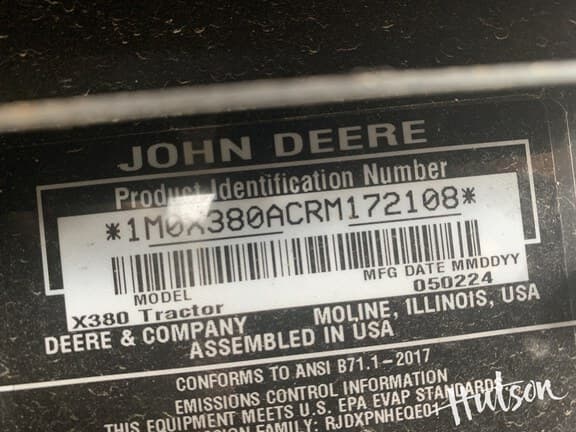 JOHN DEERE
Product Identification Number
*1M0X380ACRM172108*
MODEL
MFG DATE MMDDYY
X380 Tractor
050224
DEERE & COMPANY
MOLINE, ILLINOIS, USA
ASSEMBLED IN USA
CONFORMS TO ANSI B71.1-2017
EMISSIONS CONTROL INFORMATION
THIS EQUIPMENT MEETS U.S. EPA EVAP STANDARDS
FAMILY: RJDXPNHEQE01
Hutson